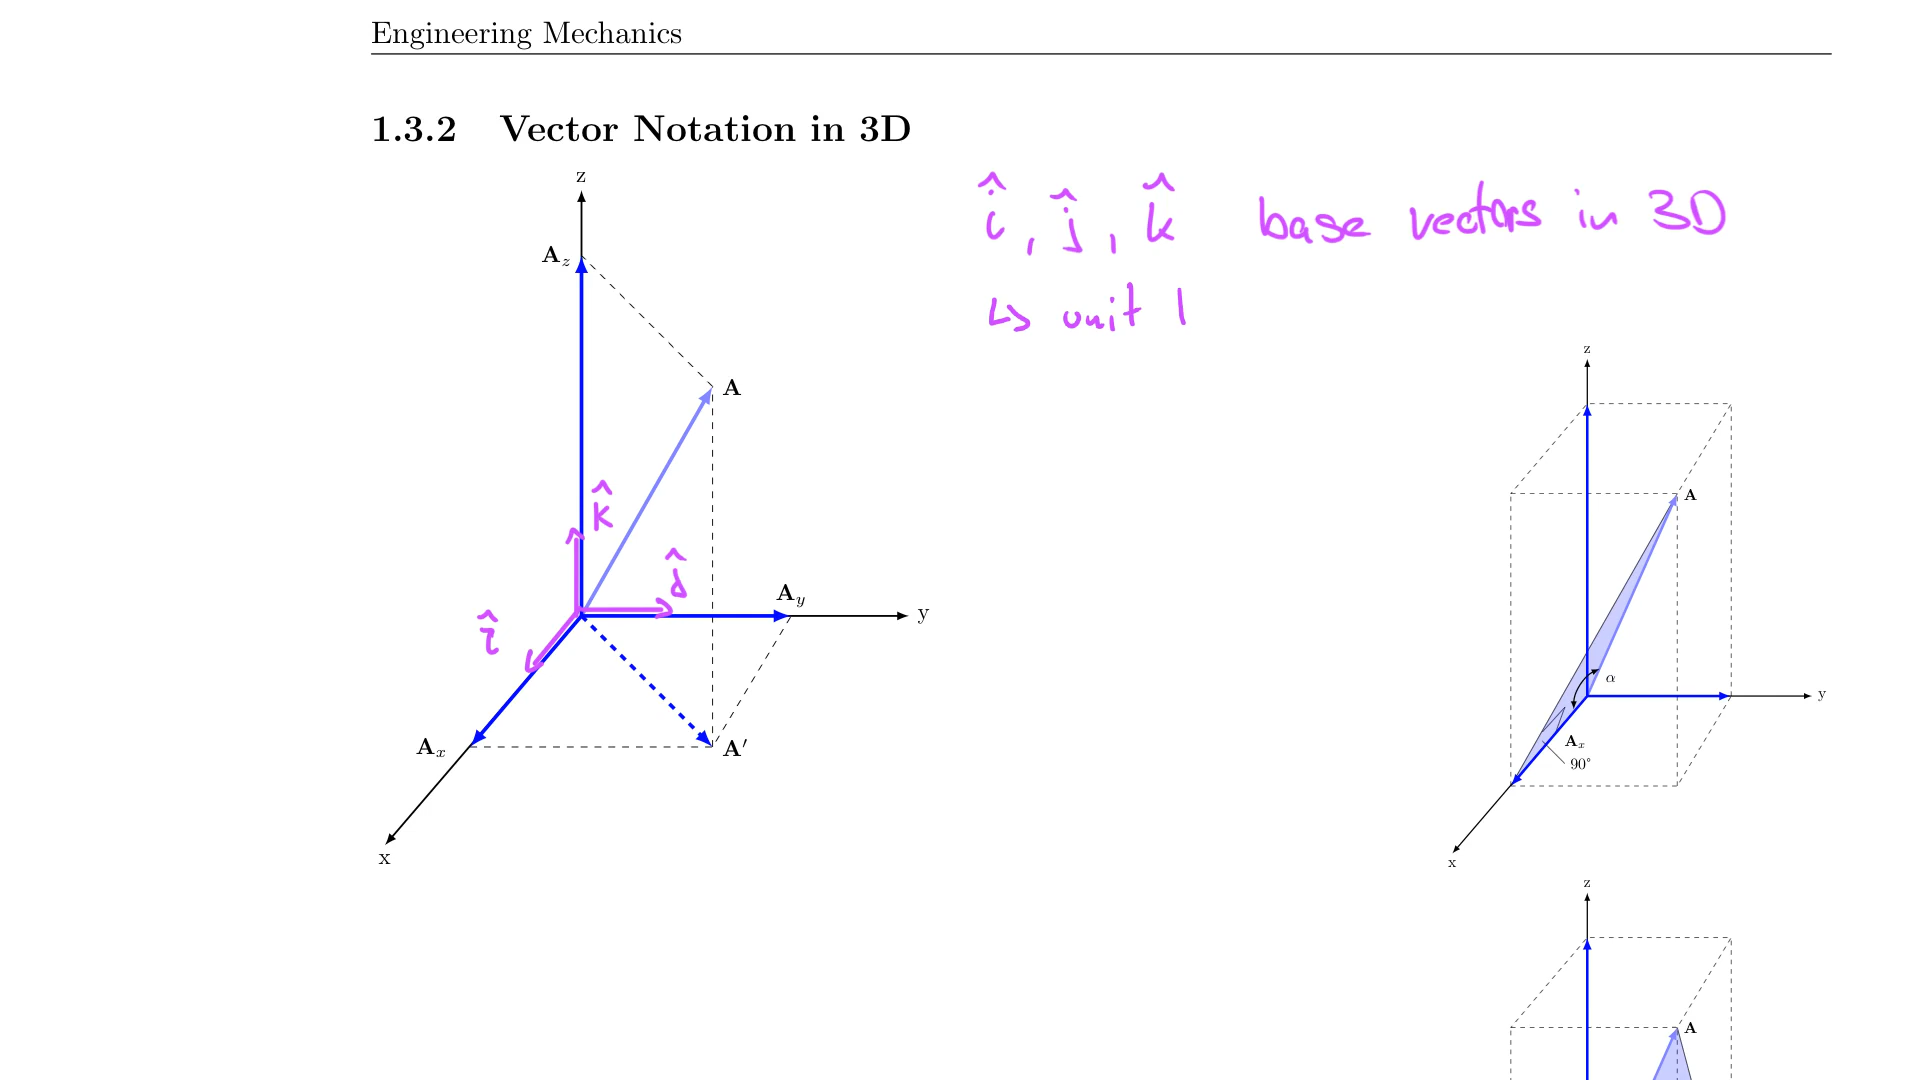 Engineering Mechanics
1.3.2 Vector Notation in 3D
î, ĵ, k̂ base vectors in 3D
↳ unit 1
z
A_z
A
k̂
ĵ
A_y
y
î
A_x
A′
x
z
A
α
y
A_x
90°
x
z
A